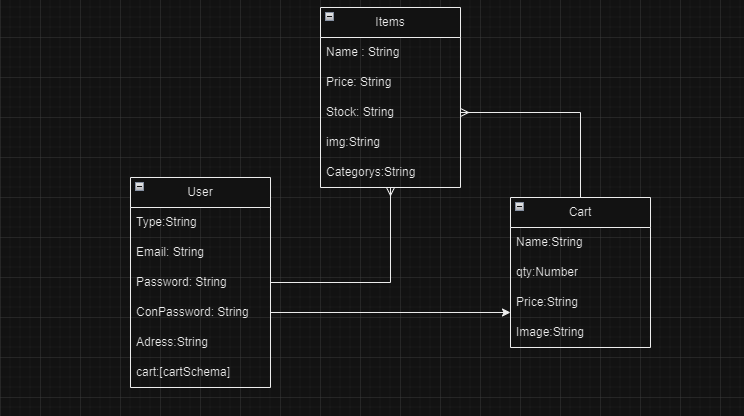 Items
Name : String
Price: String
Stock: String
img:String
Categorys:String
User
Type:String
Email: String
Password: String
ConPassword: String
Adress:String
cart:[cartSchema]
Cart
Name:String
qty:Number
Price:String
Image:String